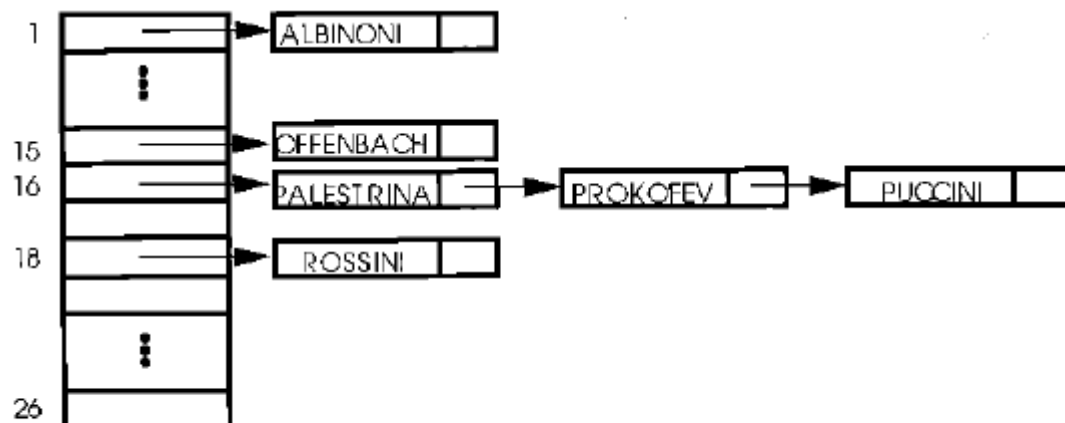 1 ALBINONI
15 OFFENBACH
16 PALESTRINA PROKOFEV PUCCINI
18 ROSSINI
26